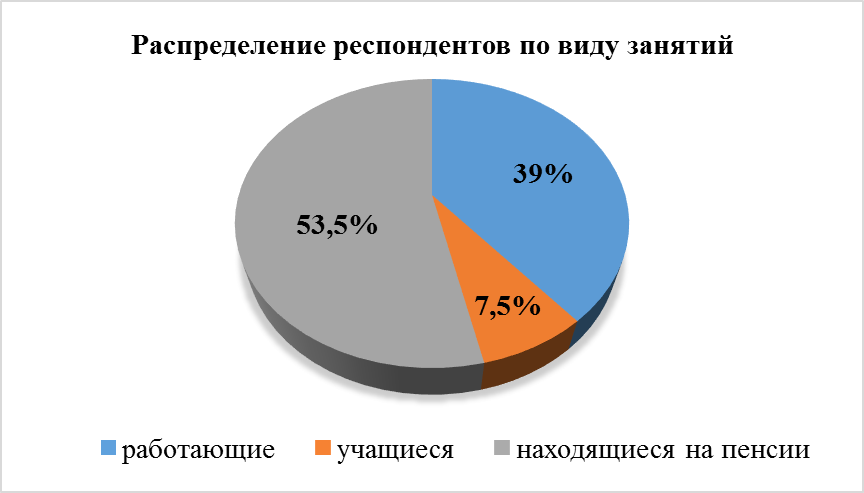 Распределение респондентов по виду занятий
39%
53,5%
7,5%
работающие учащиеся находящиеся на пенсии